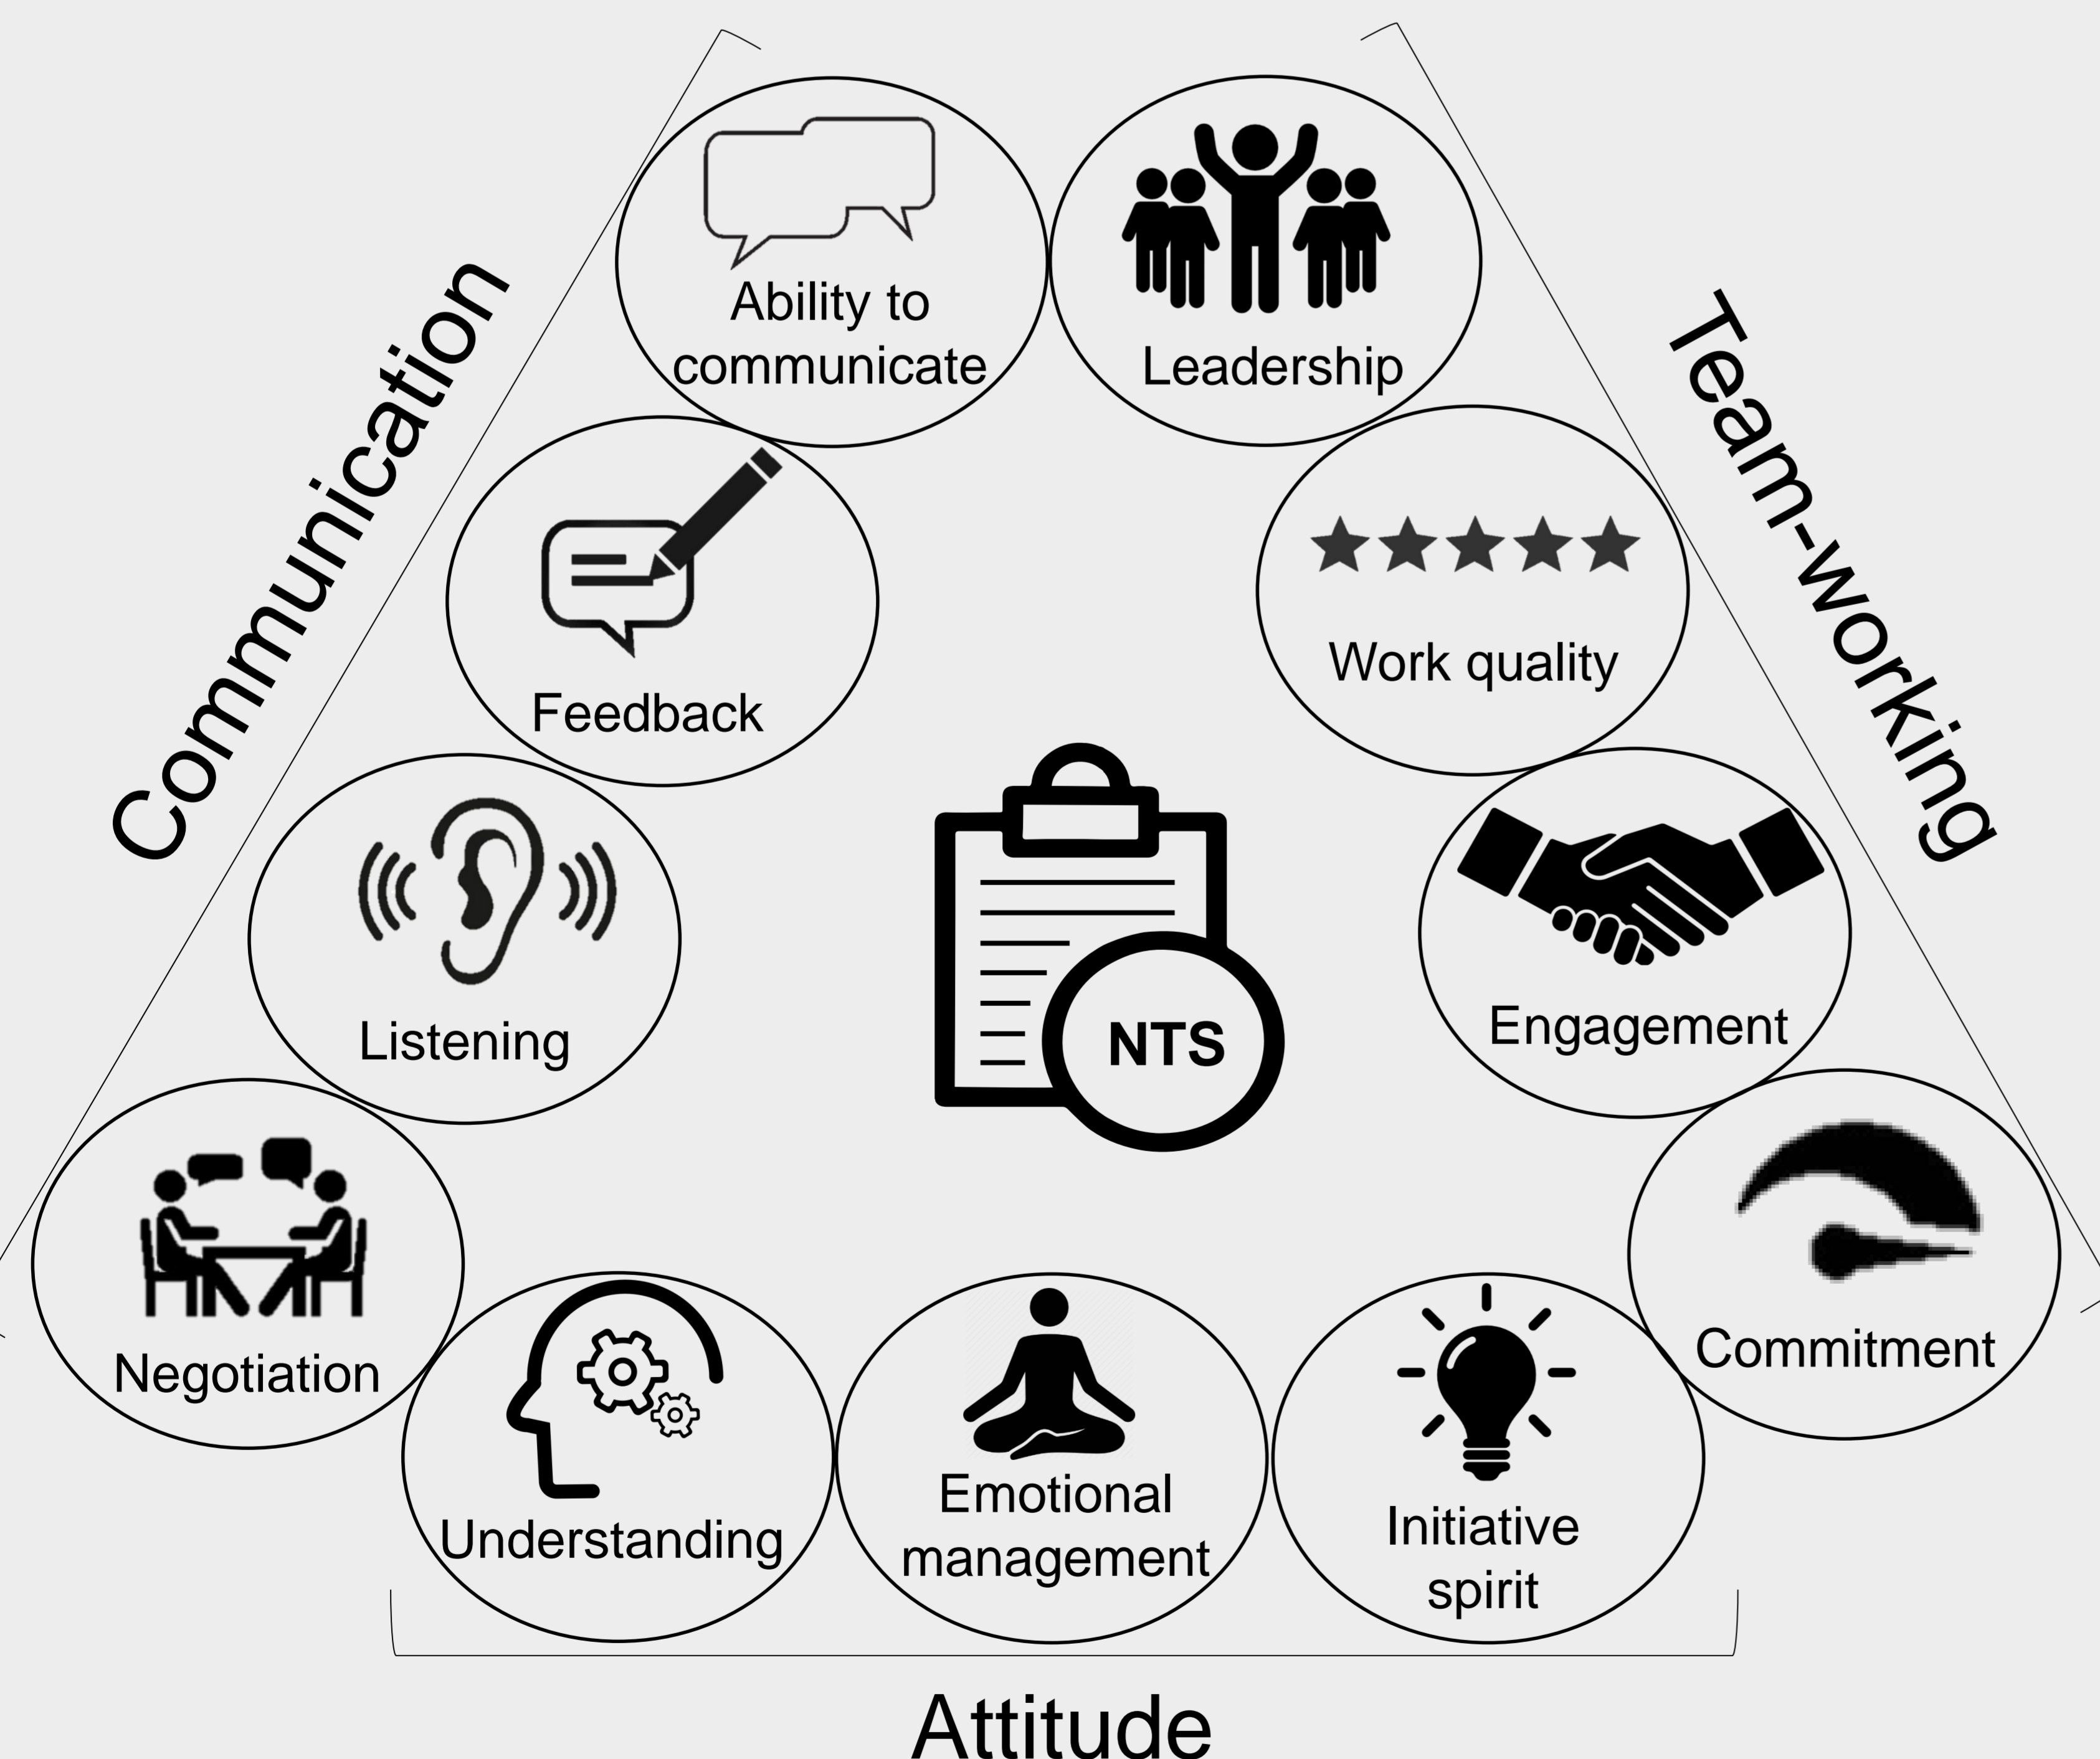 Communication
Team-working
Ability to
communicate
Leadership
Feedback
Work quality
Listening
NTS
Engagement
Negotiation
Commitment
Understanding
Emotional
management
Initiative
spirit
Attitude